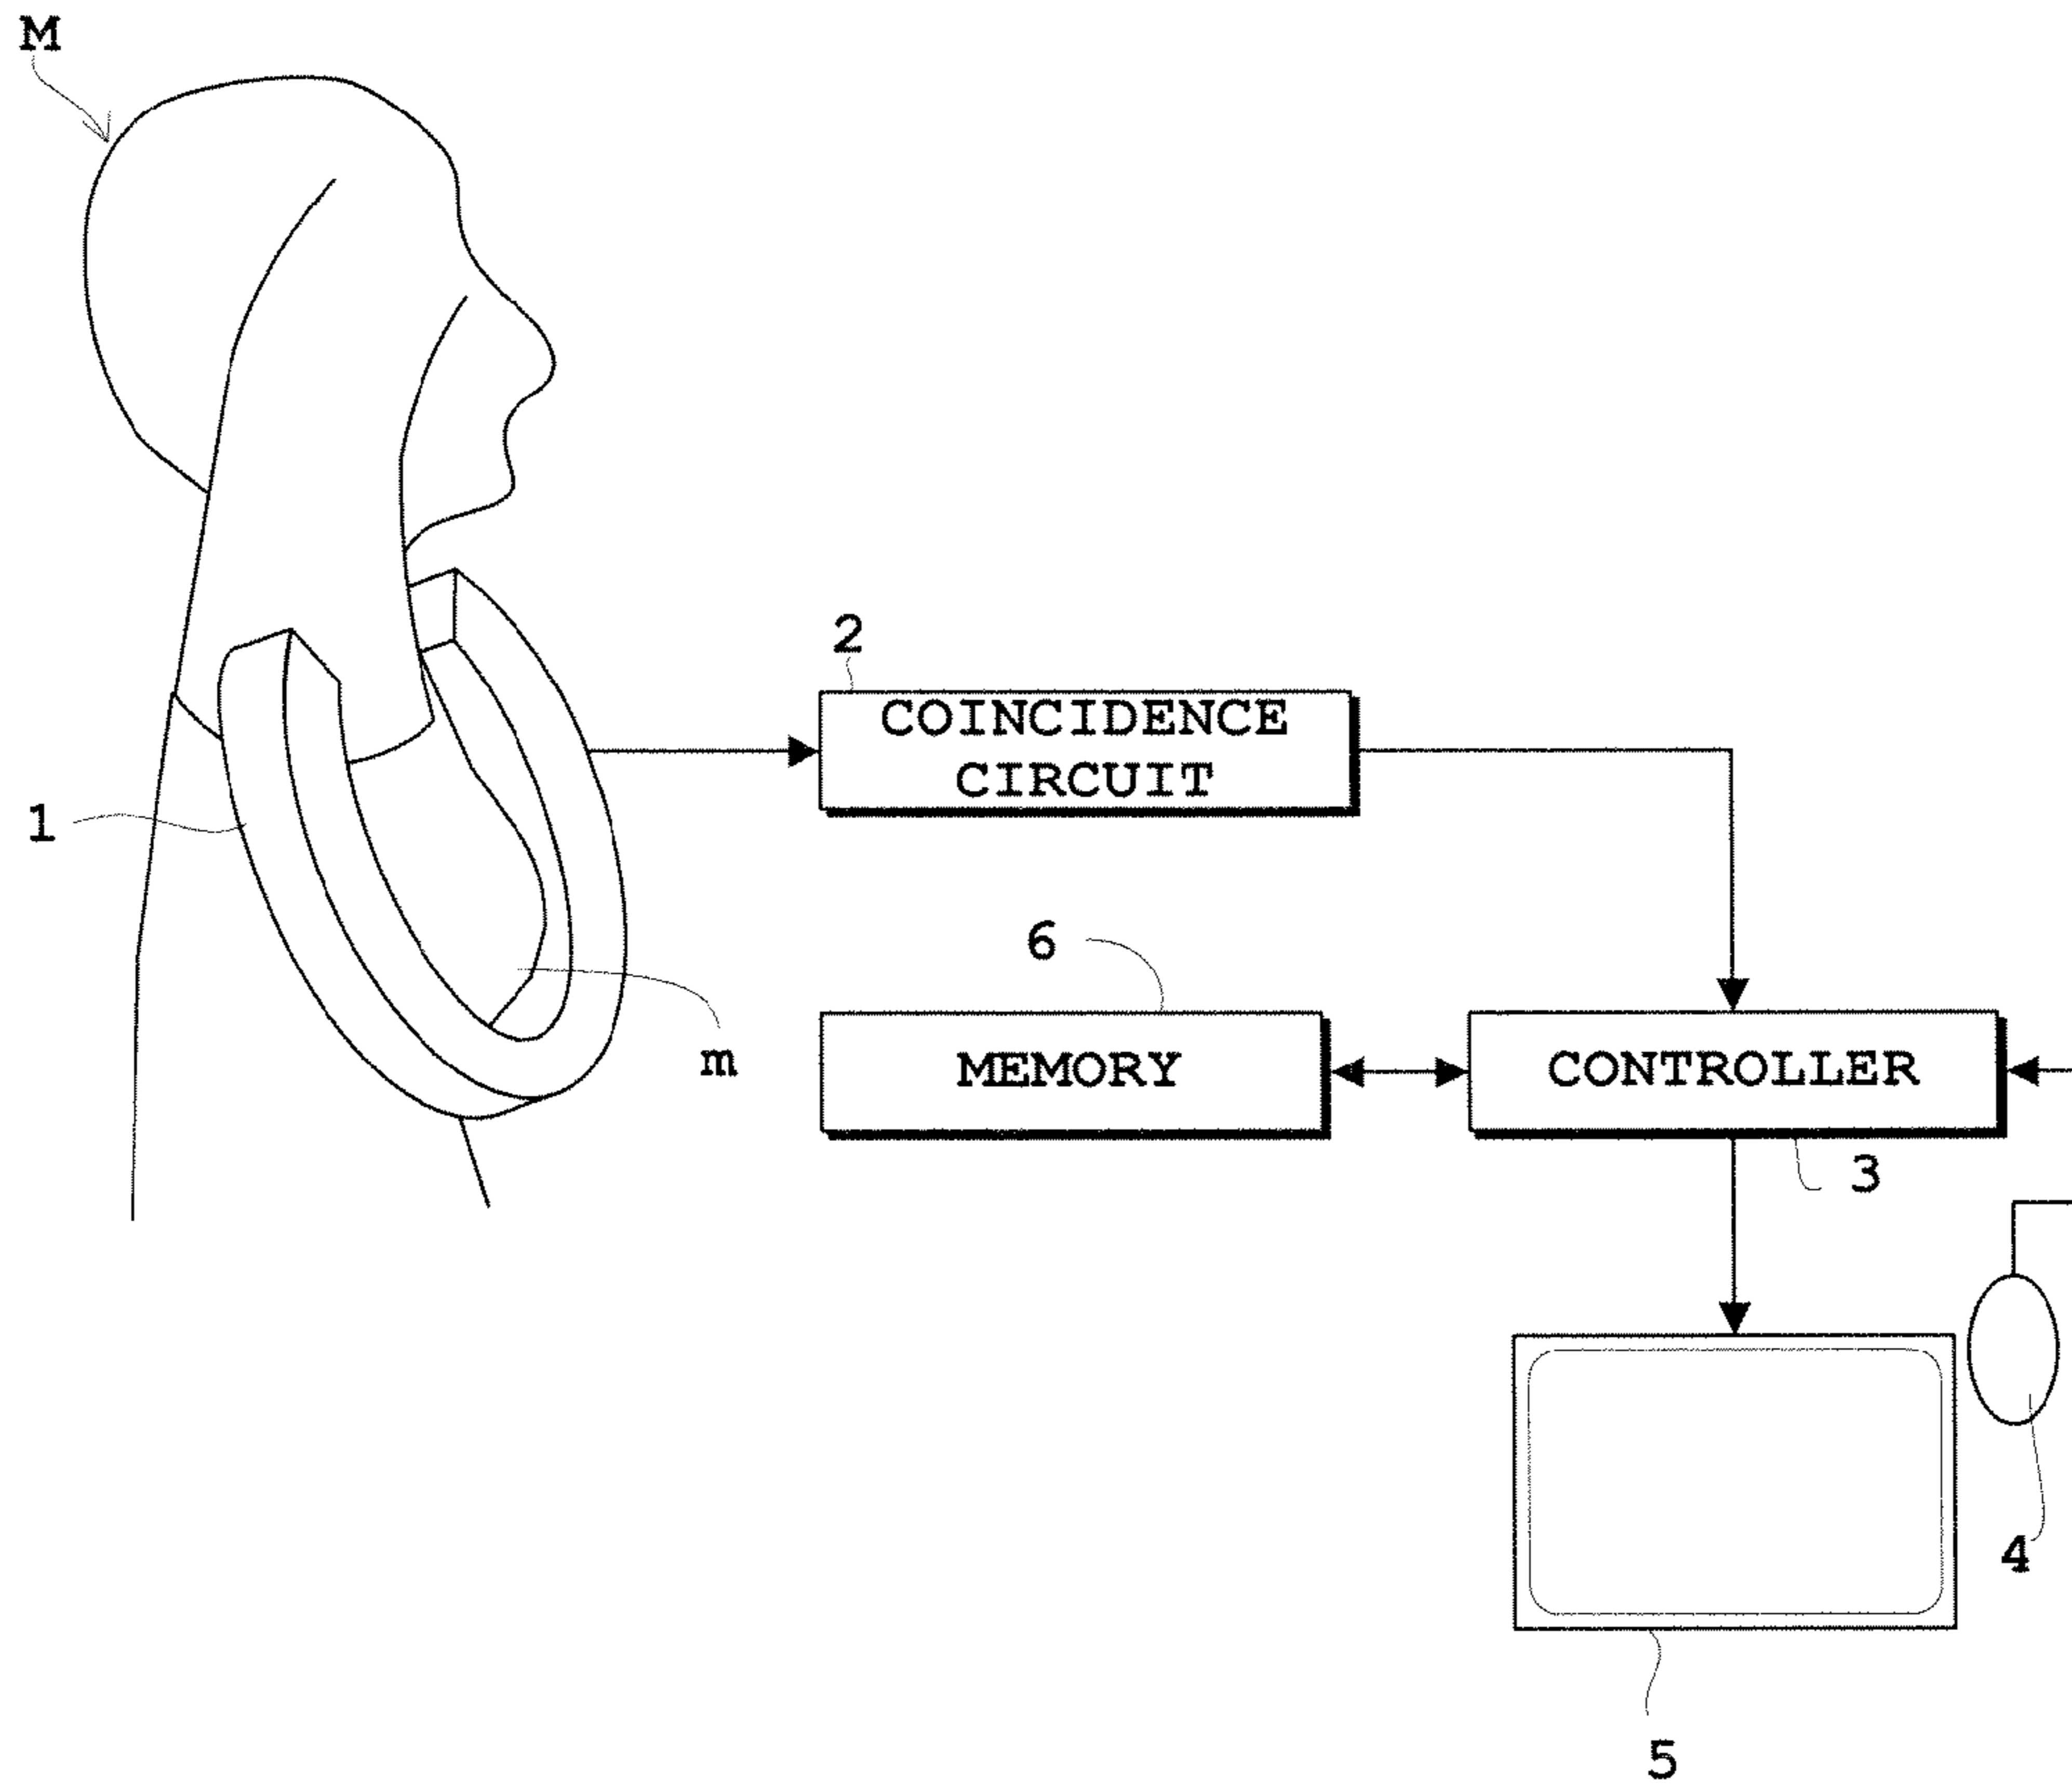 M
2
COINCIDENCE
CIRCUIT
1
6
m
MEMORY
CONTROLLER
3
4
5